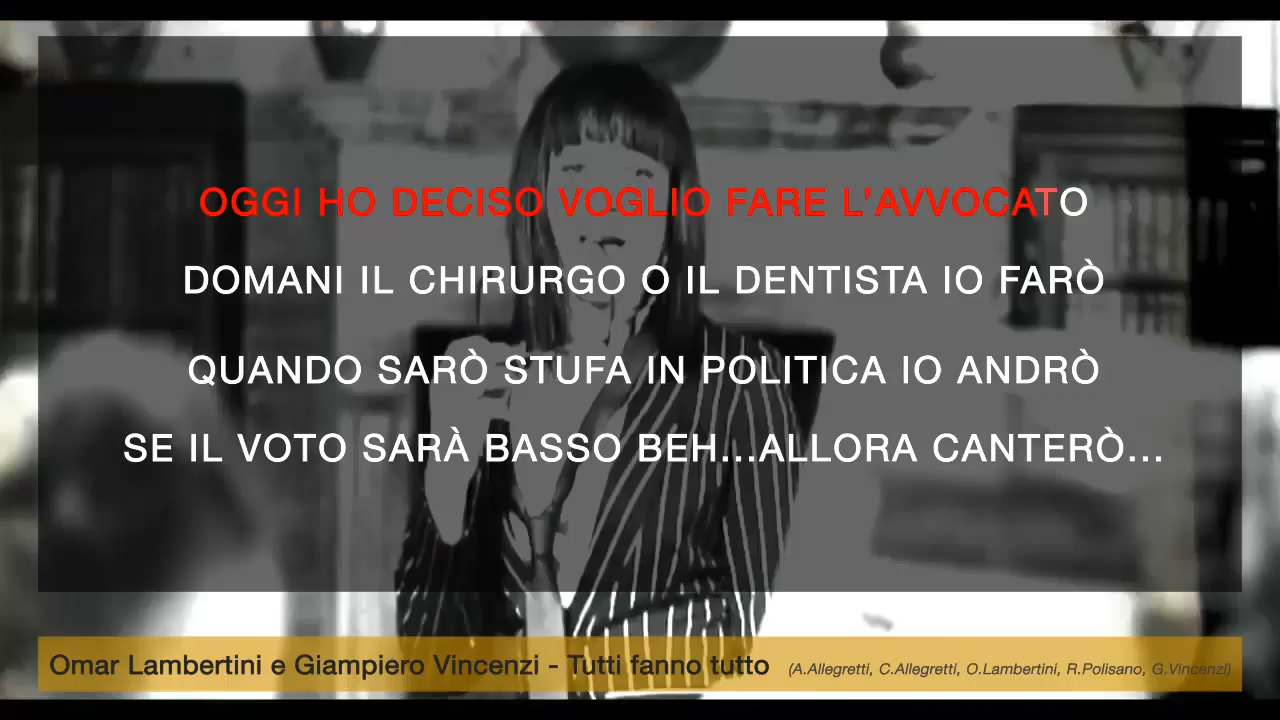 OGGI HO DECISO VOGLIO FARE L'AVVOCATO
DOMANI IL CHIRURGO O IL DENTISTA IO FARÒ
QUANDO SARÒ STUFA IN POLITICA IO ANDRÒ
SE IL VOTO SARÀ BASSO BEH...ALLORA CANTERÒ...
Omar Lambertini e Giampiero Vincenzi - Tutti fanno tutto (A.Allegretti, C.Allegretti, O.Lambertini, R.Polisano, G.Vincenzi)